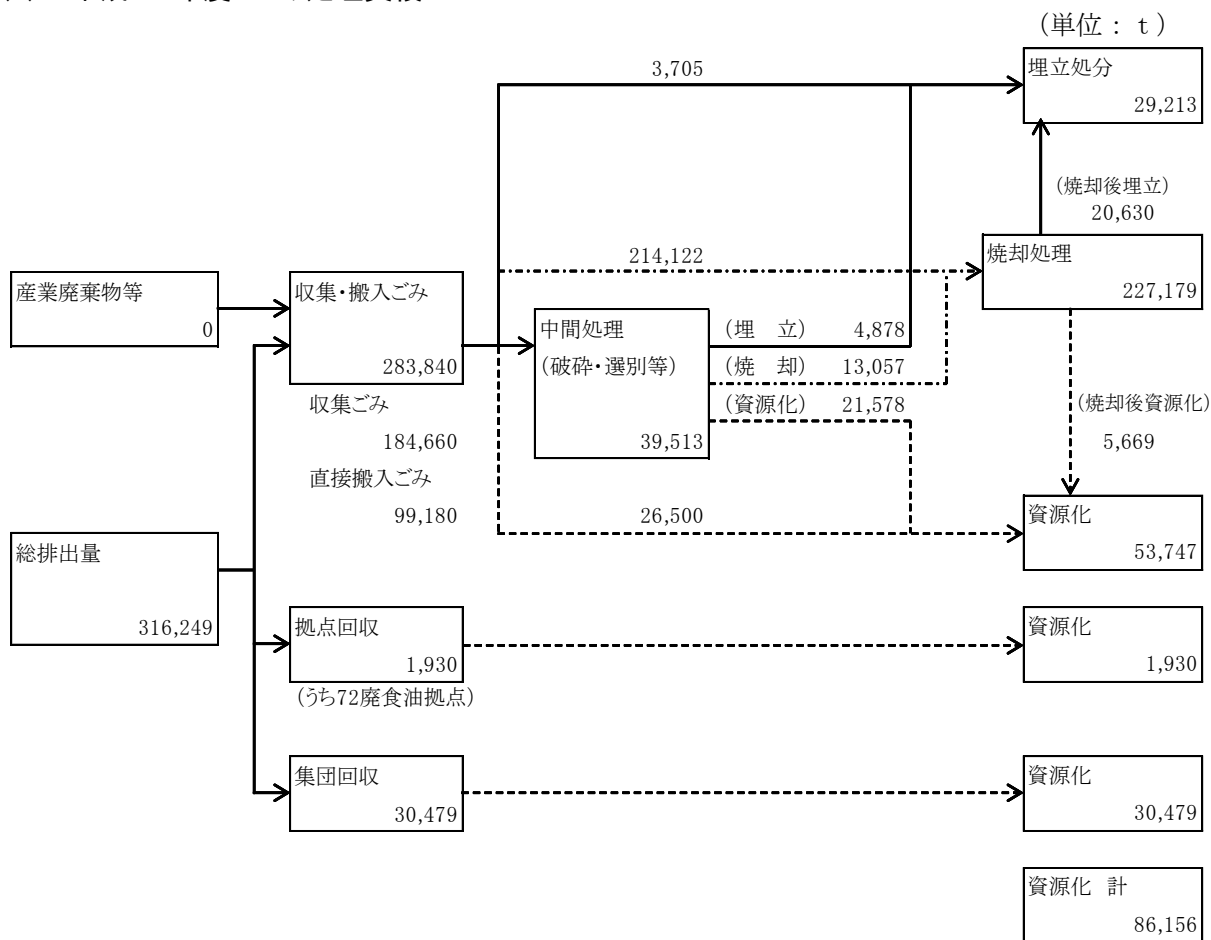 (単位: t)
埋立処分
29,213
3,705
(焼却後埋立)
20,630
214,122
焼却処理
227,179
産業廃棄物等
0
収集・搬入ごみ
283,840
収集ごみ
184,660
直接搬入ごみ
99,180
中間処理
(破砕・選別等)
39,513
(埋 立) 4,878
(焼 却) 13,057
(資源化) 21,578
(焼却後資源化)
5,669
26,500
資源化
53,747
総排出量
316,249
拠点回収
1,930
(うち72廃食油拠点)
資源化
1,930
集団回収
30,479
資源化
30,479
資源化 計
86,156